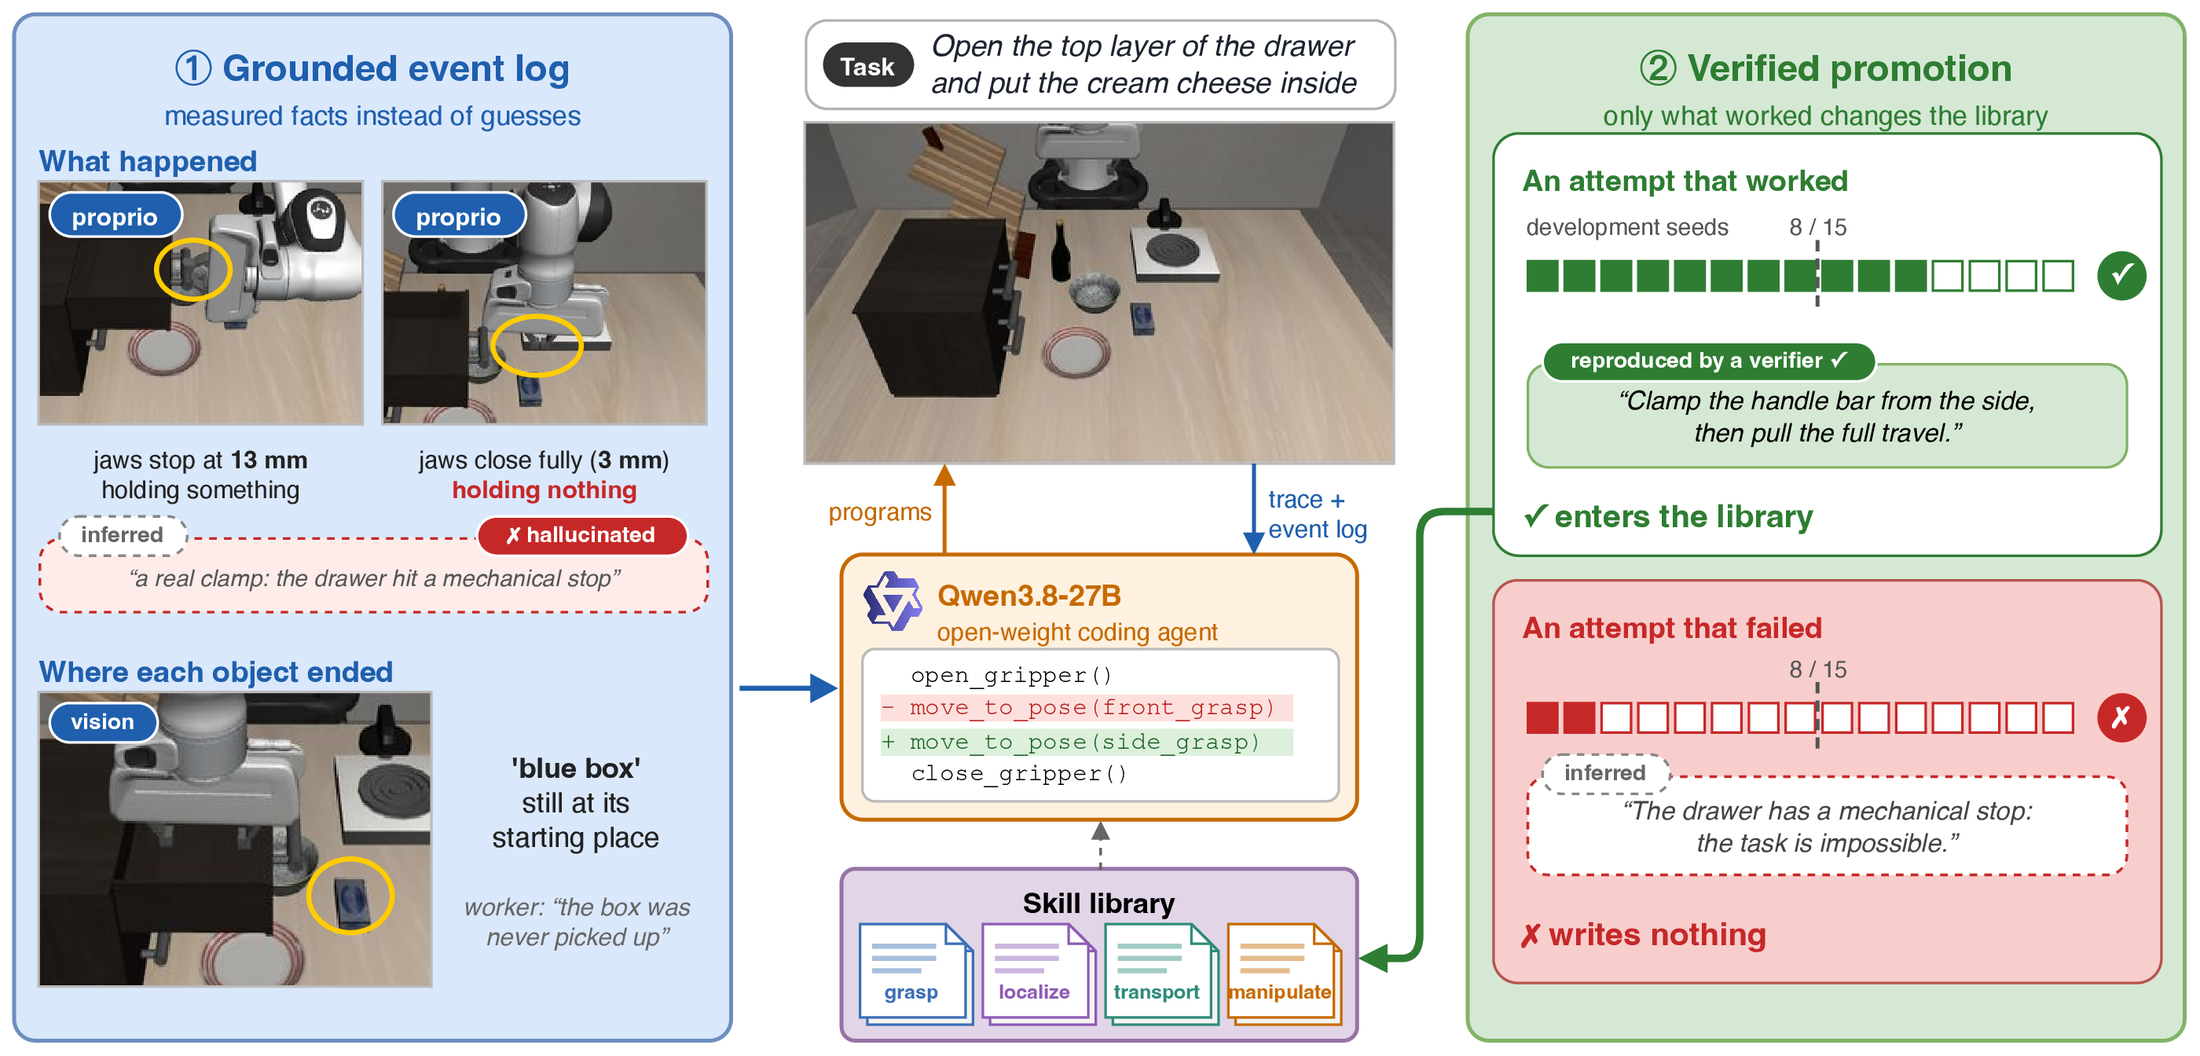 ① Grounded event log
measured facts instead of guesses
What happened
proprio
proprio
jaws stop at 13 mm
holding something
jaws close fully (3 mm)
holding nothing
inferred
✗ hallucinated
“a real clamp: the drawer hit a mechanical stop”
Where each object ended
vision
'blue box'
still at its
starting place
worker: “the box was
never picked up”
Task
Open the top layer of the drawer
and put the cream cheese inside
programs
trace +
event log
Qwen3.8-27B
open-weight coding agent
open_gripper()
- move_to_pose(front_grasp)
+ move_to_pose(side_grasp)
close_gripper()
Skill library
grasp
localize
transport
manipulate
② Verified promotion
only what worked changes the library
An attempt that worked
development seeds
8 / 15
✓
reproduced by a verifier ✓
“Clamp the handle bar from the side,
then pull the full travel.”
✓ enters the library
An attempt that failed
8 / 15
✗
inferred
“The drawer has a mechanical stop:
the task is impossible.”
✗ writes nothing